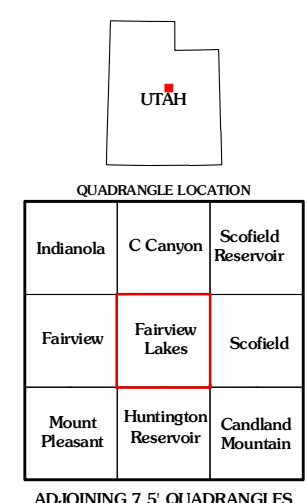 UTAH
QUADRANGLE LOCATION
Indianola
C Canyon
Scofield
Reservoir
Fairview
Fairview
Lakes
Scofield
Mount
Pleasant
Huntington
Reservoir
Candland
Mountain
ADJOINING 7.5' QUADRANGLES